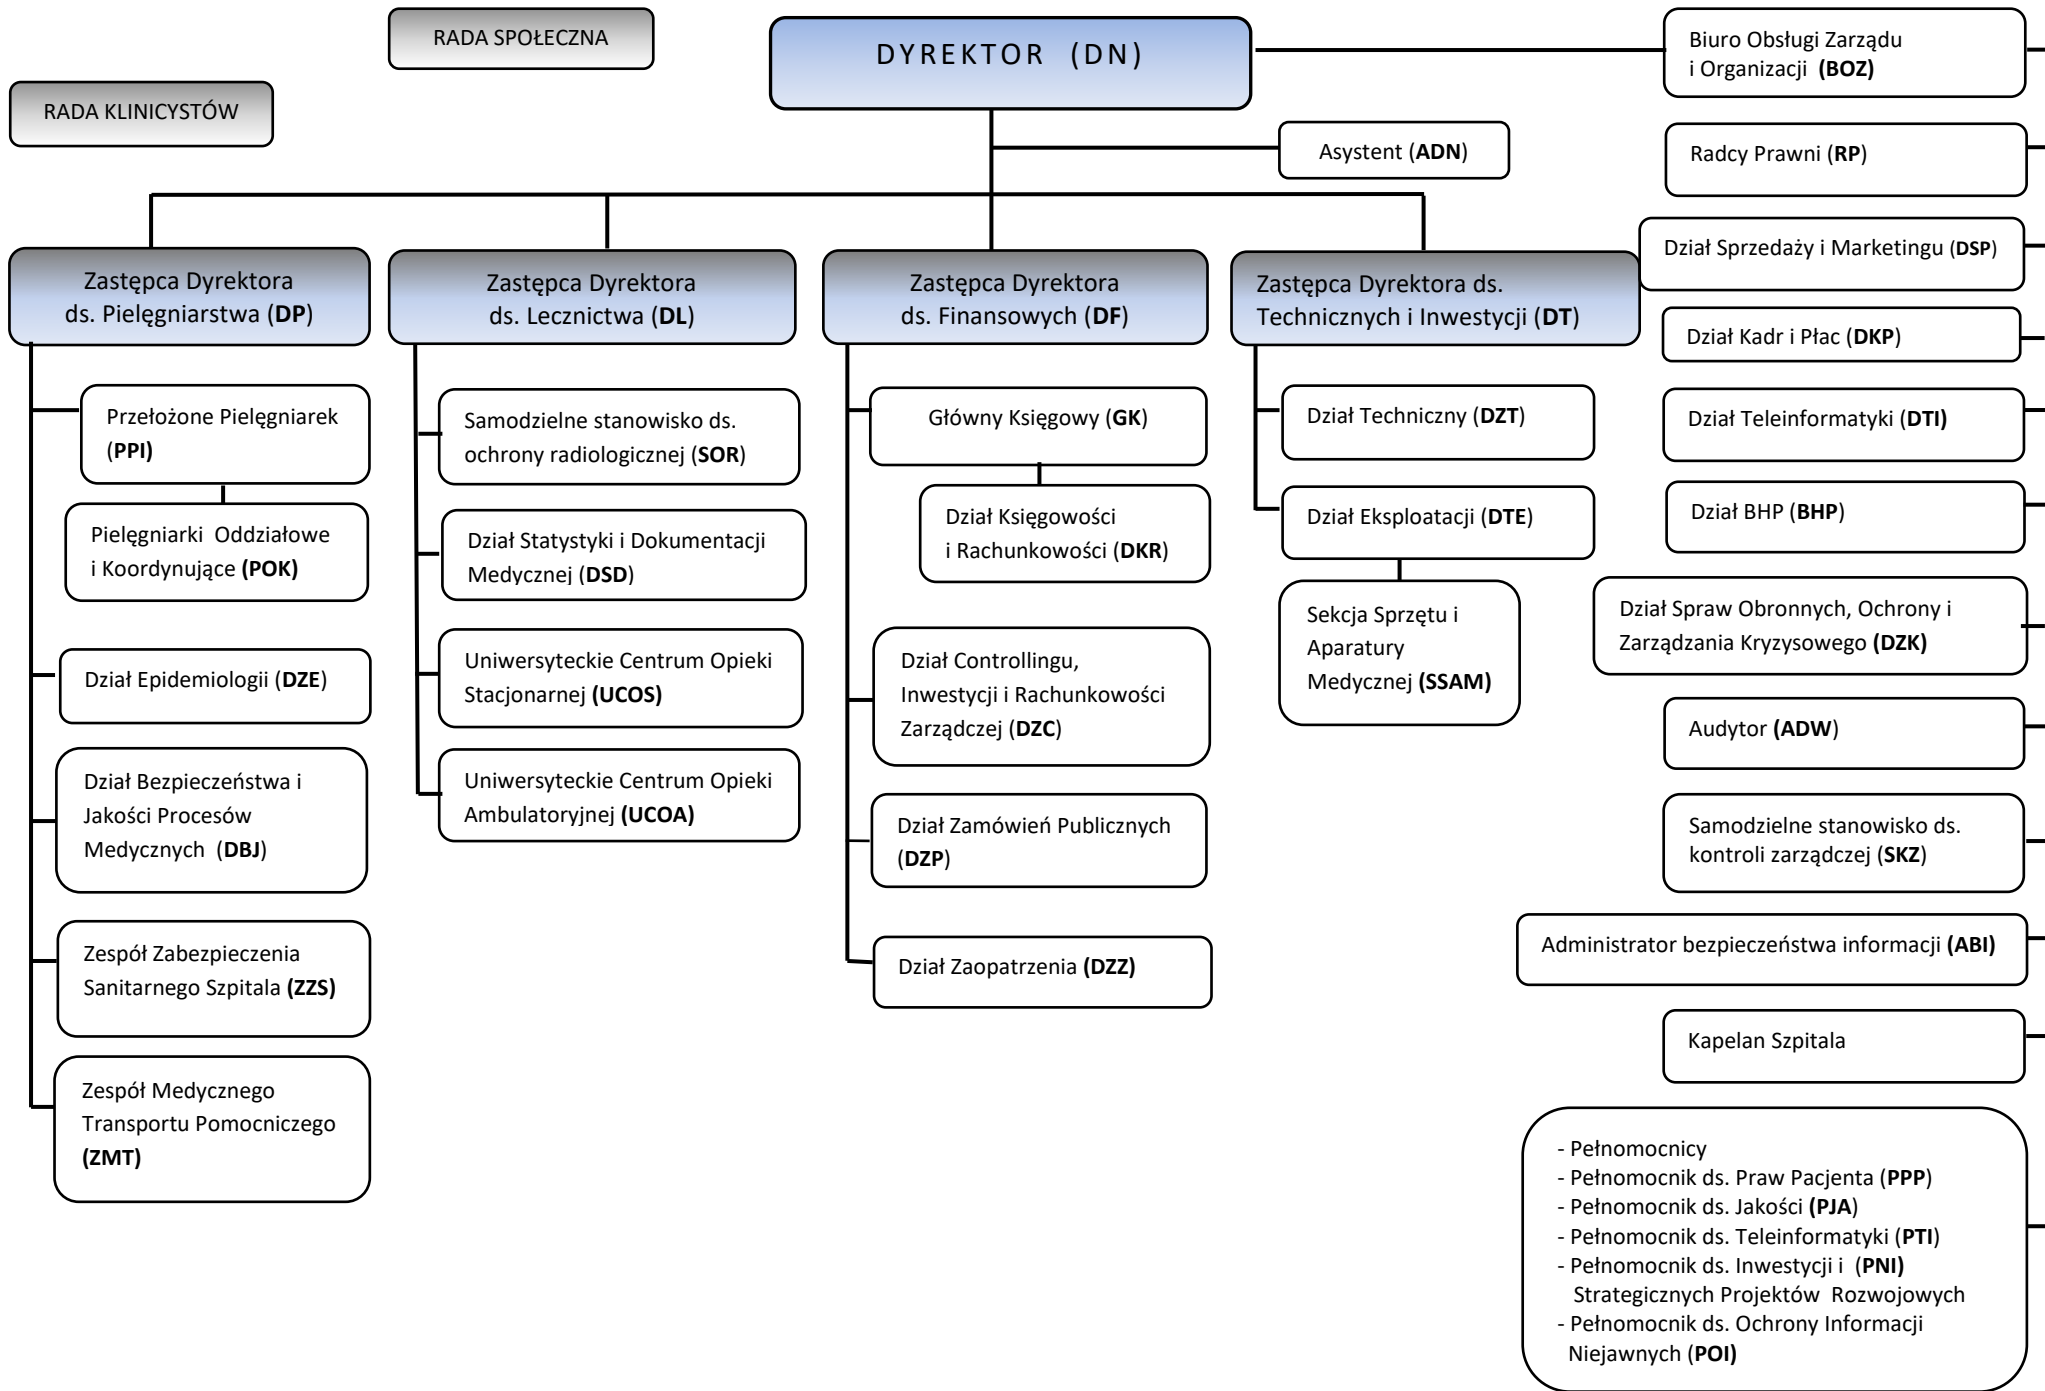 RADA SPOŁECZNA
DYREKTOR (DN)
RADA KLINICYSTÓW
Asystent (ADN)
Zastępca Dyrektora
ds. Pielęgniarstwa (DP)
Przełożone Pielęgniarek
(PPI)
Pielęgniarki Oddziałowe
i Koordynujące (POK)
Dział Epidemiologii (DZE)
Dział Bezpieczeństwa i
Jakości Procesów
Medycznych (DBJ)
Zespół Zabezpieczenia
Sanitarnego Szpitala (ZZS)
Zespół Medycznego
Transportu Pomocniczego
(ZMT)
Zastępca Dyrektora
ds. Lecznictwa (DL)
Samodzielne stanowisko ds.
ochrony radiologicznej (SOR)
Dział Statystyki i Dokumentacji
Medycznej (DSD)
Uniwersyteckie Centrum Opieki
Stacjonarnej (UCOS)
Uniwersyteckie Centrum Opieki
Ambulatoryjnej (UCOA)
Zastępca Dyrektora
ds. Finansowych (DF)
Główny Księgowy (GK)
Dział Księgowości
i Rachunkowości (DKR)
Dział Controllingu,
Inwestycji i Rachunkowości
Zarządczej (DZC)
Dział Zamówień Publicznych
(DZP)
Dział Zaopatrzenia (DZZ)
Zastępca Dyrektora ds.
Technicznych i Inwestycji (DT)
Dział Techniczny (DZT)
Dział Eksploatacji (DTE)
Sekcja Sprzętu i
Aparatury
Medycznej (SSAM)
Biuro Obsługi Zarządu
i Organizacji (BOZ)
Radcy Prawni (RP)
Dział Sprzedaży i Marketingu (DSP)
Dział Kadr i Płac (DKP)
Dział Teleinformatyki (DTI)
Dział BHP (BHP)
Dział Spraw Obronnych, Ochrony i
Zarządzania Kryzysowego (DZK)
Audytor (ADW)
Samodzielne stanowisko ds.
kontroli zarządczej (SKZ)
Administrator bezpieczeństwa informacji (ABI)
Kapelan Szpitala
- Pełnomocnicy
- Pełnomocnik ds. Praw Pacjenta (PPP)
- Pełnomocnik ds. Jakości (PJA)
- Pełnomocnik ds. Teleinformatyki (PTI)
- Pełnomocnik ds. Inwestycji i (PNI)
Strategicznych Projektów Rozwojowych
- Pełnomocnik ds. Ochrony Informacji
Niejawnych (POI)